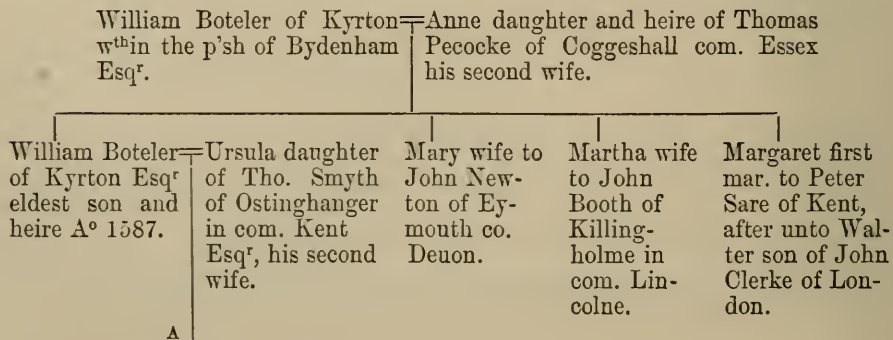 William Boteler of Kyrton
wᵗʰin the p'sh of Bydenham
Esqʳ.
Anne daughter and heire of Thomas
Pecocke of Coggeshall com. Essex
his second wife.
William Boteler
of Kyrton Esqʳ
eldest son and
heire Aº 1587.
Ursula daughter
of Tho. Smyth
of Ostinghanger
in com. Kent
Esqʳ, his second
wife.
Mary wife to
John New-
ton of Ey-
mouth co.
Deuon.
Martha wife
to John
Booth of
Killing-
holme in
com. Lin-
colne.
Margaret first
mar. to Peter
Sare of Kent,
after unto Wal-
ter son of John
Clerke of Lon-
don.
A